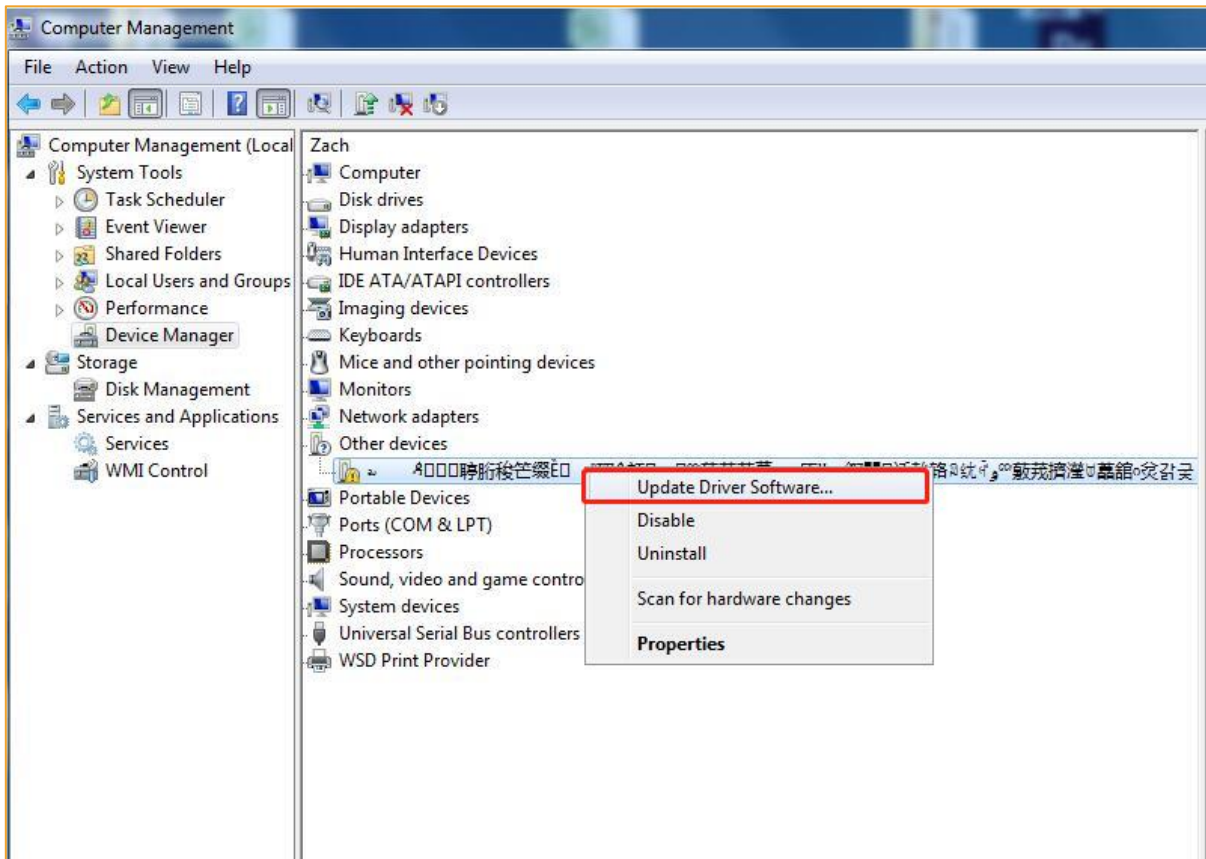 Computer Management
File Action View Help
Computer Management (Local
System Tools
Task Scheduler
Event Viewer
Shared Folders
Local Users and Groups
Performance
Device Manager
Storage
Disk Management
Services and Applications
Services
WMI Control
Zach
Computer
Disk drives
Display adapters
Human Interface Devices
IDE ATA/ATAPI controllers
Imaging devices
Keyboards
Mice and other pointing devices
Monitors
Network adapters
Other devices
Portable Devices
Ports (COM & LPT)
Processors
Sound, video and game contro
System devices
Universal Serial Bus controllers
WSD Print Provider
Update Driver Software...
Disable
Uninstall
Scan for hardware changes
Properties